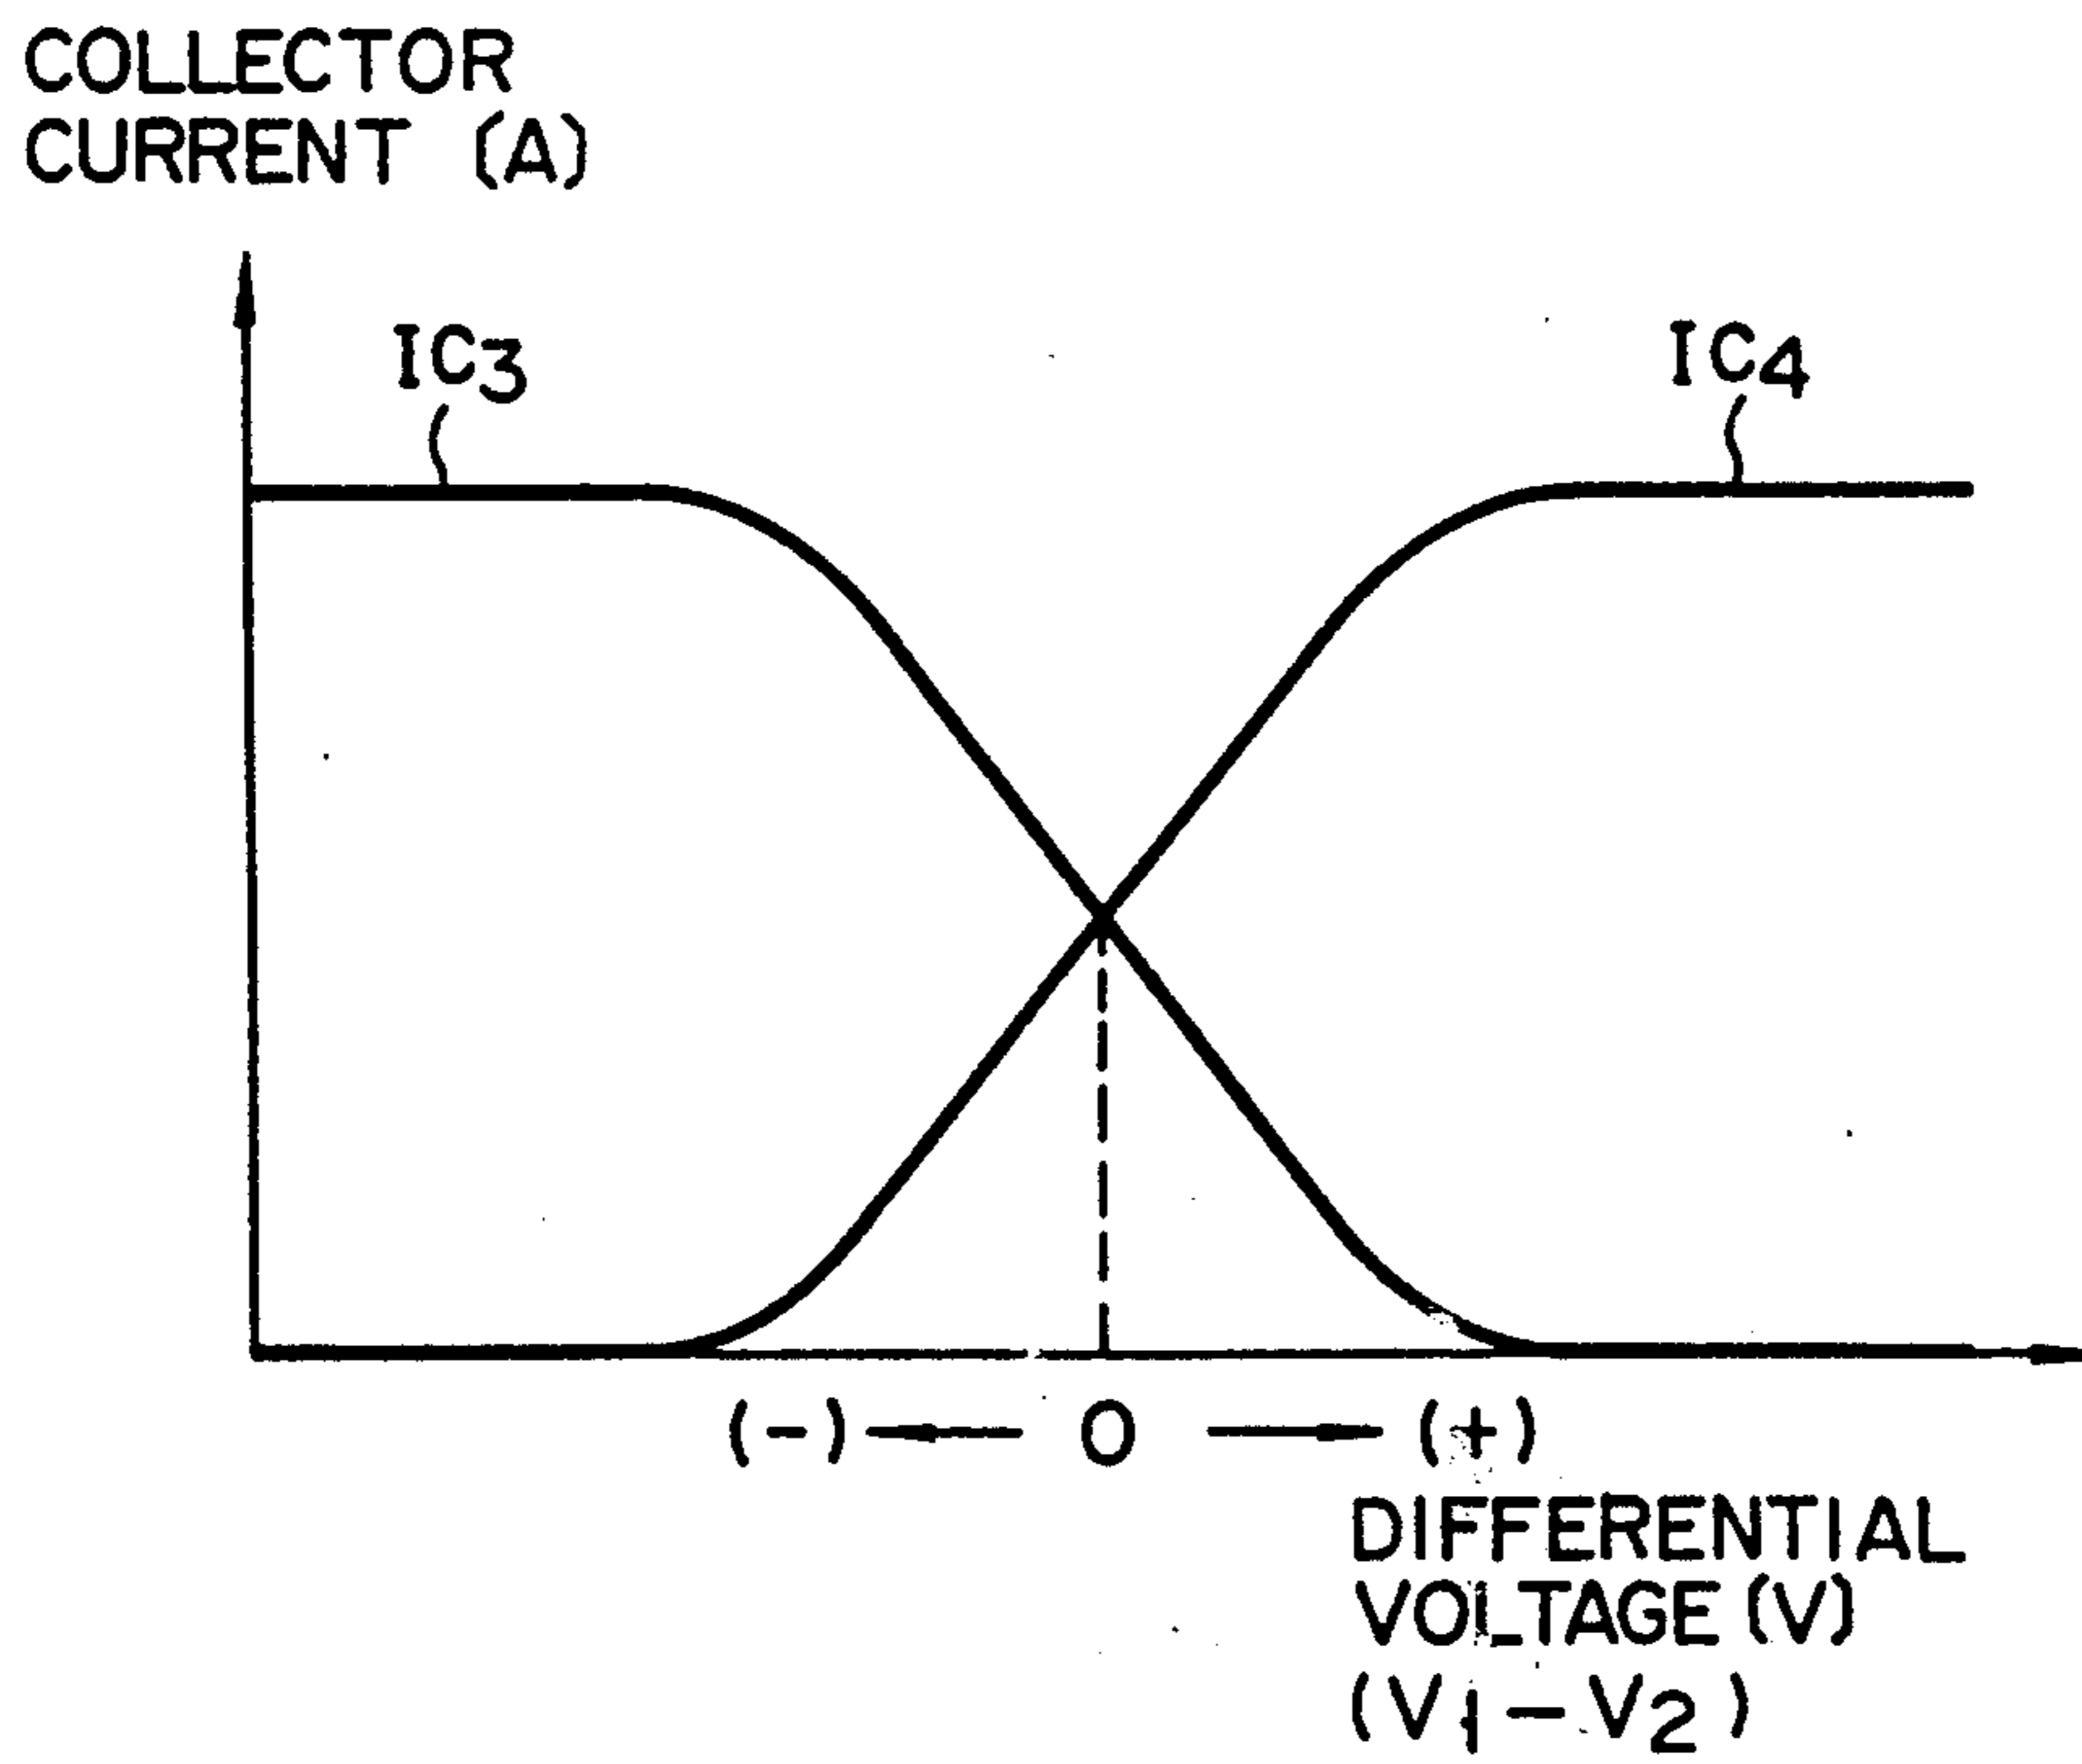 COLLECTOR
CURRENT (A)
IC3
IC4
(-) 0 (+)
DIFFERENTIAL
VOLTAGE (V)
(V1-V2)